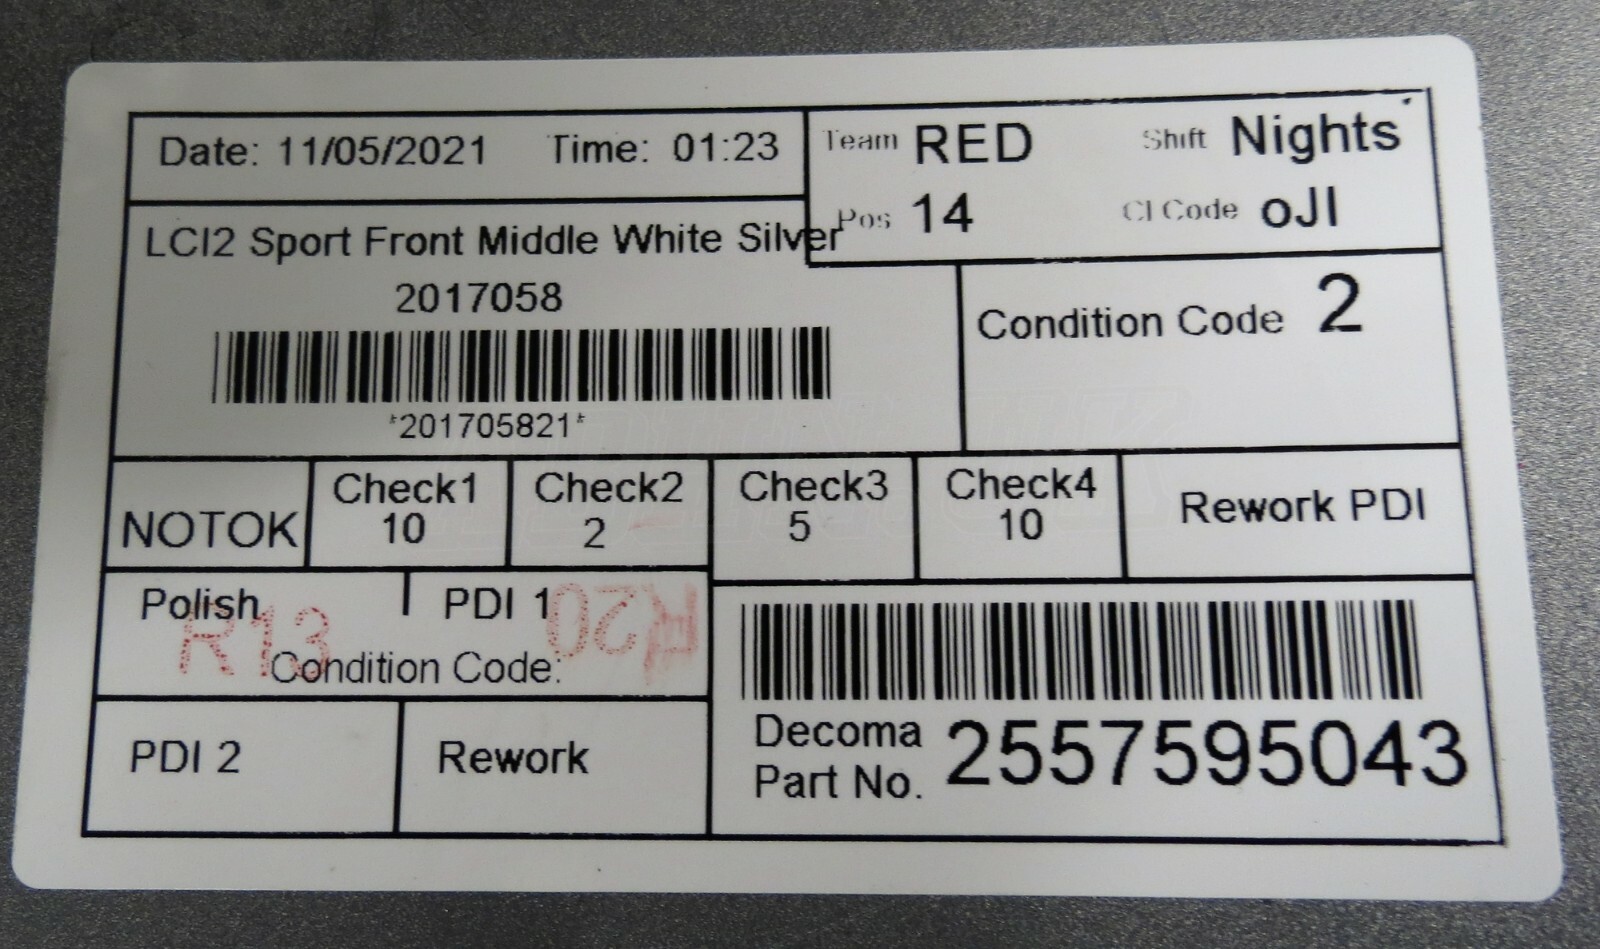 Date: 11/05/2021 Time: 01:23
Team RED Shift Nights
Pos 14 CI Code oJI
LCI2 Sport Front Middle White Silver
2017058
*201705821*
Condition Code 2
NOTOK
Check1
10
Check2
2
Check3
5
Check4
10
Rework PDI
Polish PDI 1
R13 R20
Condition Code:
PDI 2 Rework
Decoma
Part No. 2557595043